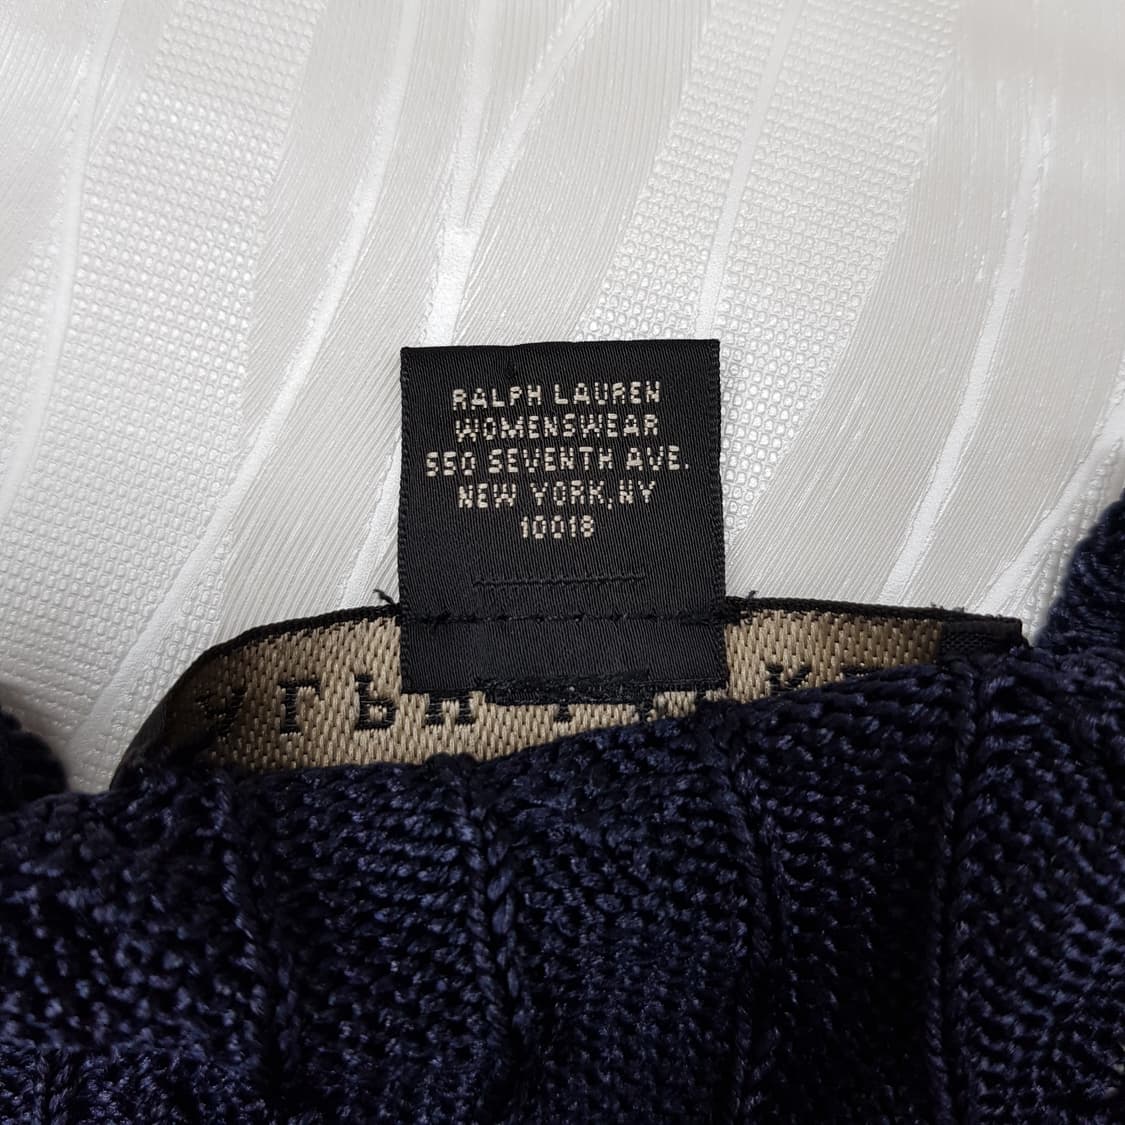 RALPH LAUREN
WOMENSWEAR
550 SEVENTH AVE.
NEW YORK, NY
10018